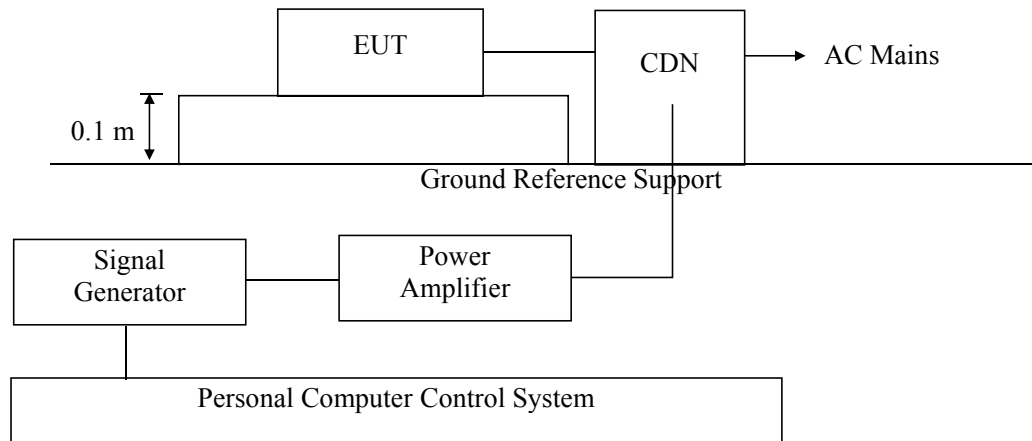 EUT
CDN
AC Mains
0.1 m
Ground Reference Support
Signal
Generator
Power
Amplifier
Personal Computer Control System